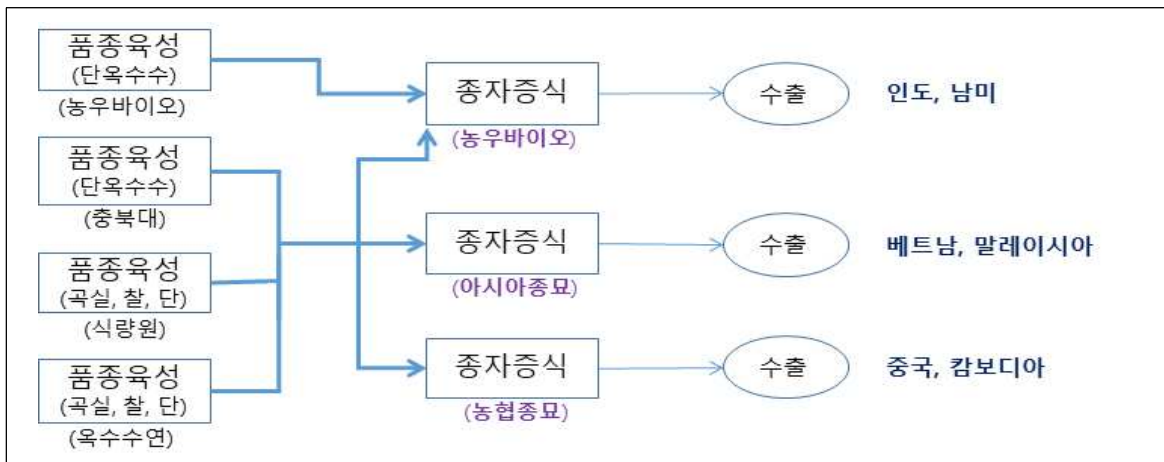 품종육성
(단옥수수)
(농우바이오)
종자증식
(농우바이오)
수출
인도, 남미
품종육성
(단옥수수)
(충북대)
품종육성
(곡실, 찰, 단)
(식량원)
종자증식
(아시아종묘)
수출
베트남, 말레이시아
품종육성
(곡실, 찰, 단)
(옥수수연)
종자증식
(농협종묘)
수출
중국, 캄보디아